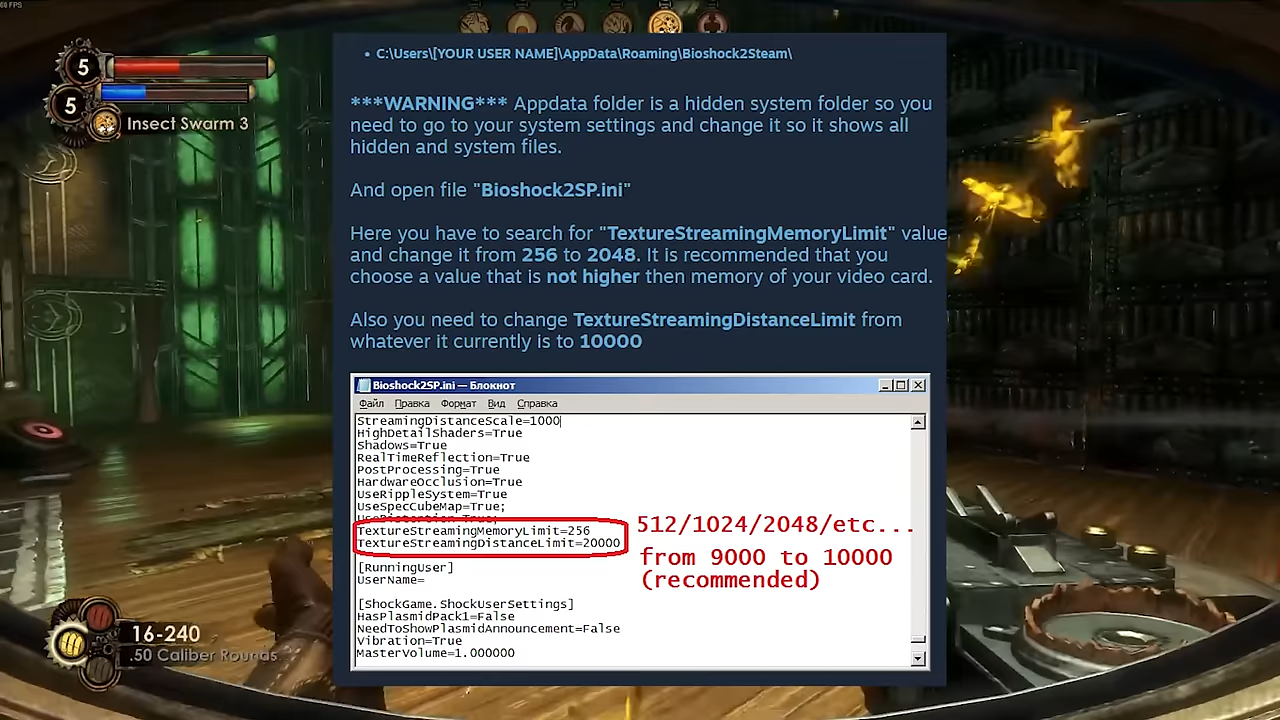 60 FPS
5
5
Insect Swarm 3
• C:\Users\[YOUR USER NAME]\AppData\Roaming\Bioshock2Steam\
***WARNING*** Appdata folder is a hidden system folder so you
need to go to your system settings and change it so it shows all
hidden and system files.
And open file "Bioshock2SP.ini"
Here you have to search for "TextureStreamingMemoryLimit" value
and change it from 256 to 2048. It is recommended that you
choose a value that is not higher then memory of your video card.
Also you need to change TextureStreamingDistanceLimit from
whatever it currently is to 10000
Bioshock2SP.ini — Блокнот
Файл Правка Формат Вид Справка
StreamingDistanceScale=1000
HighDetailShaders=True
Shadows=True
RealTimeReflection=True
PostProcessing=True
HardwareOcclusion=True
UseRippleSystem=True
UseSpecCubeMap=True;
UseDistortion=True;
TextureStreamingMemoryLimit=256
TextureStreamingDistanceLimit=20000
512/1024/2048/etc...
from 9000 to 10000
(recommended)
[RunningUser]
UserName=
[ShockGame.ShockUserSettings]
HasPlasmidPack1=False
NeedToShowPlasmidAnnouncement=False
Vibration=True
MasterVolume=1.000000
16-240
.50 Caliber Rounds